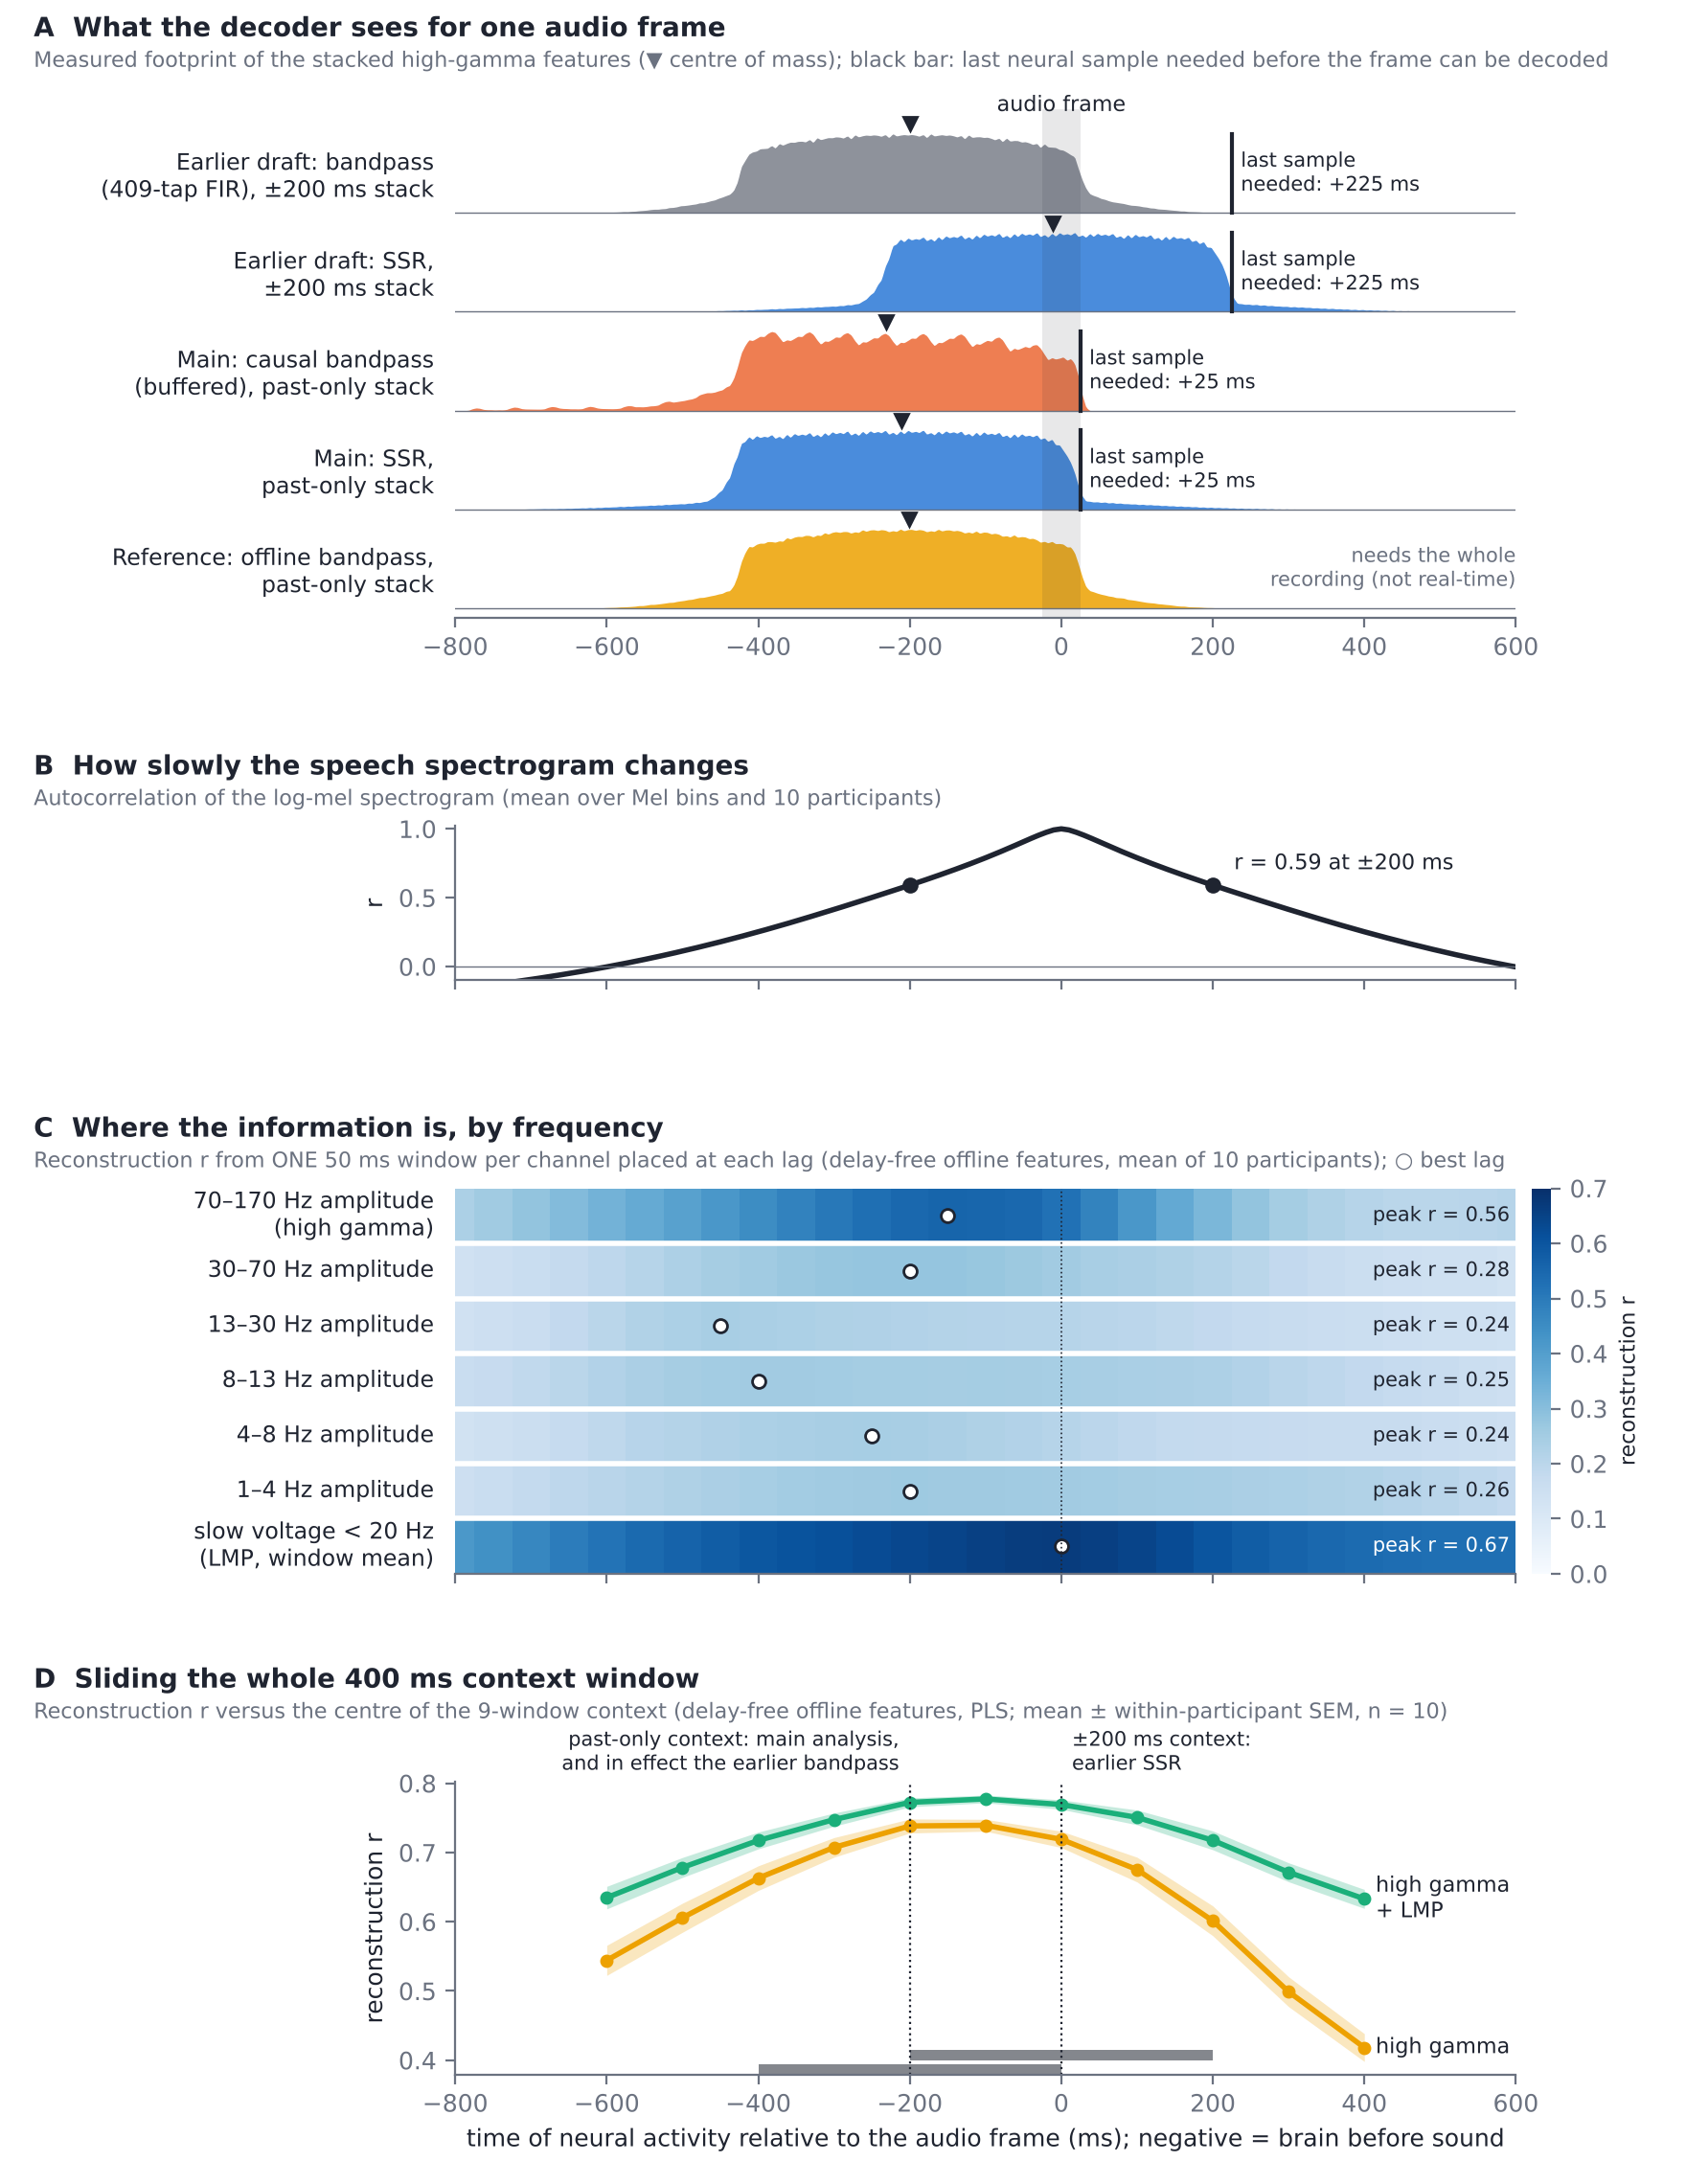 A What the decoder sees for one audio frame
Measured footprint of the stacked high-gamma features (▼ centre of mass); black bar: last neural sample needed before the frame can be decoded
audio frame
Earlier draft: bandpass
(409-tap FIR), ±200 ms stack
last sample
needed: +225 ms
Earlier draft: SSR,
±200 ms stack
last sample
needed: +225 ms
Main: causal bandpass
(buffered), past-only stack
last sample
needed: +25 ms
Main: SSR,
past-only stack
last sample
needed: +25 ms
Reference: offline bandpass,
past-only stack
needs the whole
recording (not real-time)
−800 −600 −400 −200 0 200 400 600
B How slowly the speech spectrogram changes
Autocorrelation of the log-mel spectrogram (mean over Mel bins and 10 participants)
1.0
0.5
0.0
r
r = 0.59 at ±200 ms
C Where the information is, by frequency
Reconstruction r from ONE 50 ms window per channel placed at each lag (delay-free offline features, mean of 10 participants); ○ best lag
70–170 Hz amplitude
(high gamma)
peak r = 0.56
30–70 Hz amplitude
peak r = 0.28
13–30 Hz amplitude
peak r = 0.24
8–13 Hz amplitude
peak r = 0.25
4–8 Hz amplitude
peak r = 0.24
1–4 Hz amplitude
peak r = 0.26
slow voltage < 20 Hz
(LMP, window mean)
peak r = 0.67
0.7
0.6
0.5
0.4
0.3
0.2
0.1
0.0
reconstruction r
D Sliding the whole 400 ms context window
Reconstruction r versus the centre of the 9-window context (delay-free offline features, PLS; mean ± within-participant SEM, n = 10)
past-only context: main analysis,
and in effect the earlier bandpass
±200 ms context:
earlier SSR
0.8
0.7
0.6
0.5
0.4
reconstruction r
high gamma
+ LMP
high gamma
−800 −600 −400 −200 0 200 400 600
time of neural activity relative to the audio frame (ms); negative = brain before sound